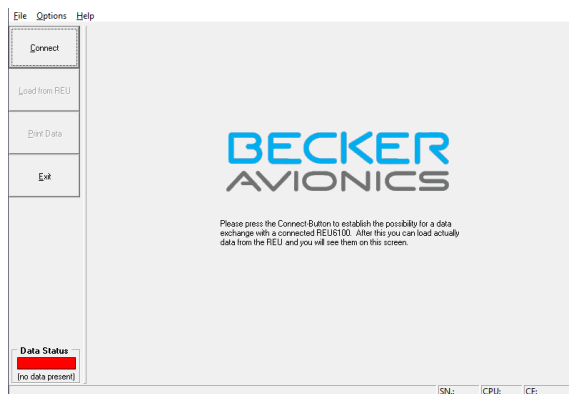 File Options Help
Connect
Load from REU
Print Data
Exit
BECKER
AVIONICS
Please press the Connect-Button to establish the possibility for a data
exchange with a connected REU6100. After this you can load actually
data from the REU and you will see them on this screen.
Data Status
(no data present)
SN.: CPU: CF: